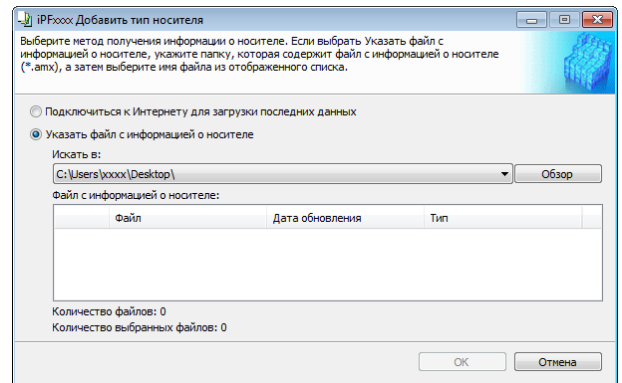 iPFxxxx Добавить тип носителя
Выберите метод получения информации о носителе. Если выбрать Указать файл с
информацией о носителе, укажите папку, которая содержит файл с информацией о носителе
(*.amx), а затем выберите имя файла из отображенного списка.
Подключиться к Интернету для загрузки последних данных
Указать файл с информацией о носителе
Искать в:
C:\Users\xxxx\Desktop\ Обзор
Файл с информацией о носителе:
Файл Дата обновления Тип
Количество файлов: 0
Количество выбранных файлов: 0
OK Отмена